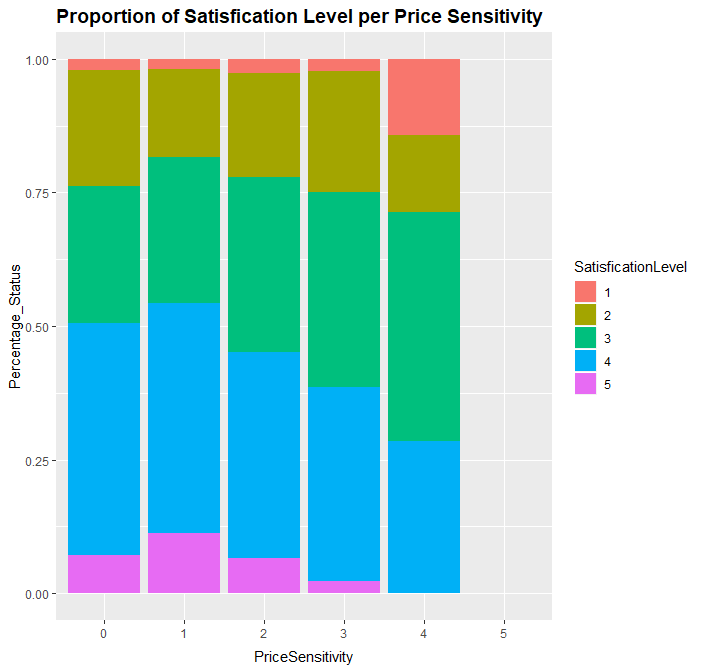 Proportion of Satisfication Level per Price Sensitivity
Percentage_Status
1.00
0.75
0.50
0.25
0.00
0 1 2 3 4 5
PriceSensitivity
SatisficationLevel
1
2
3
4
5